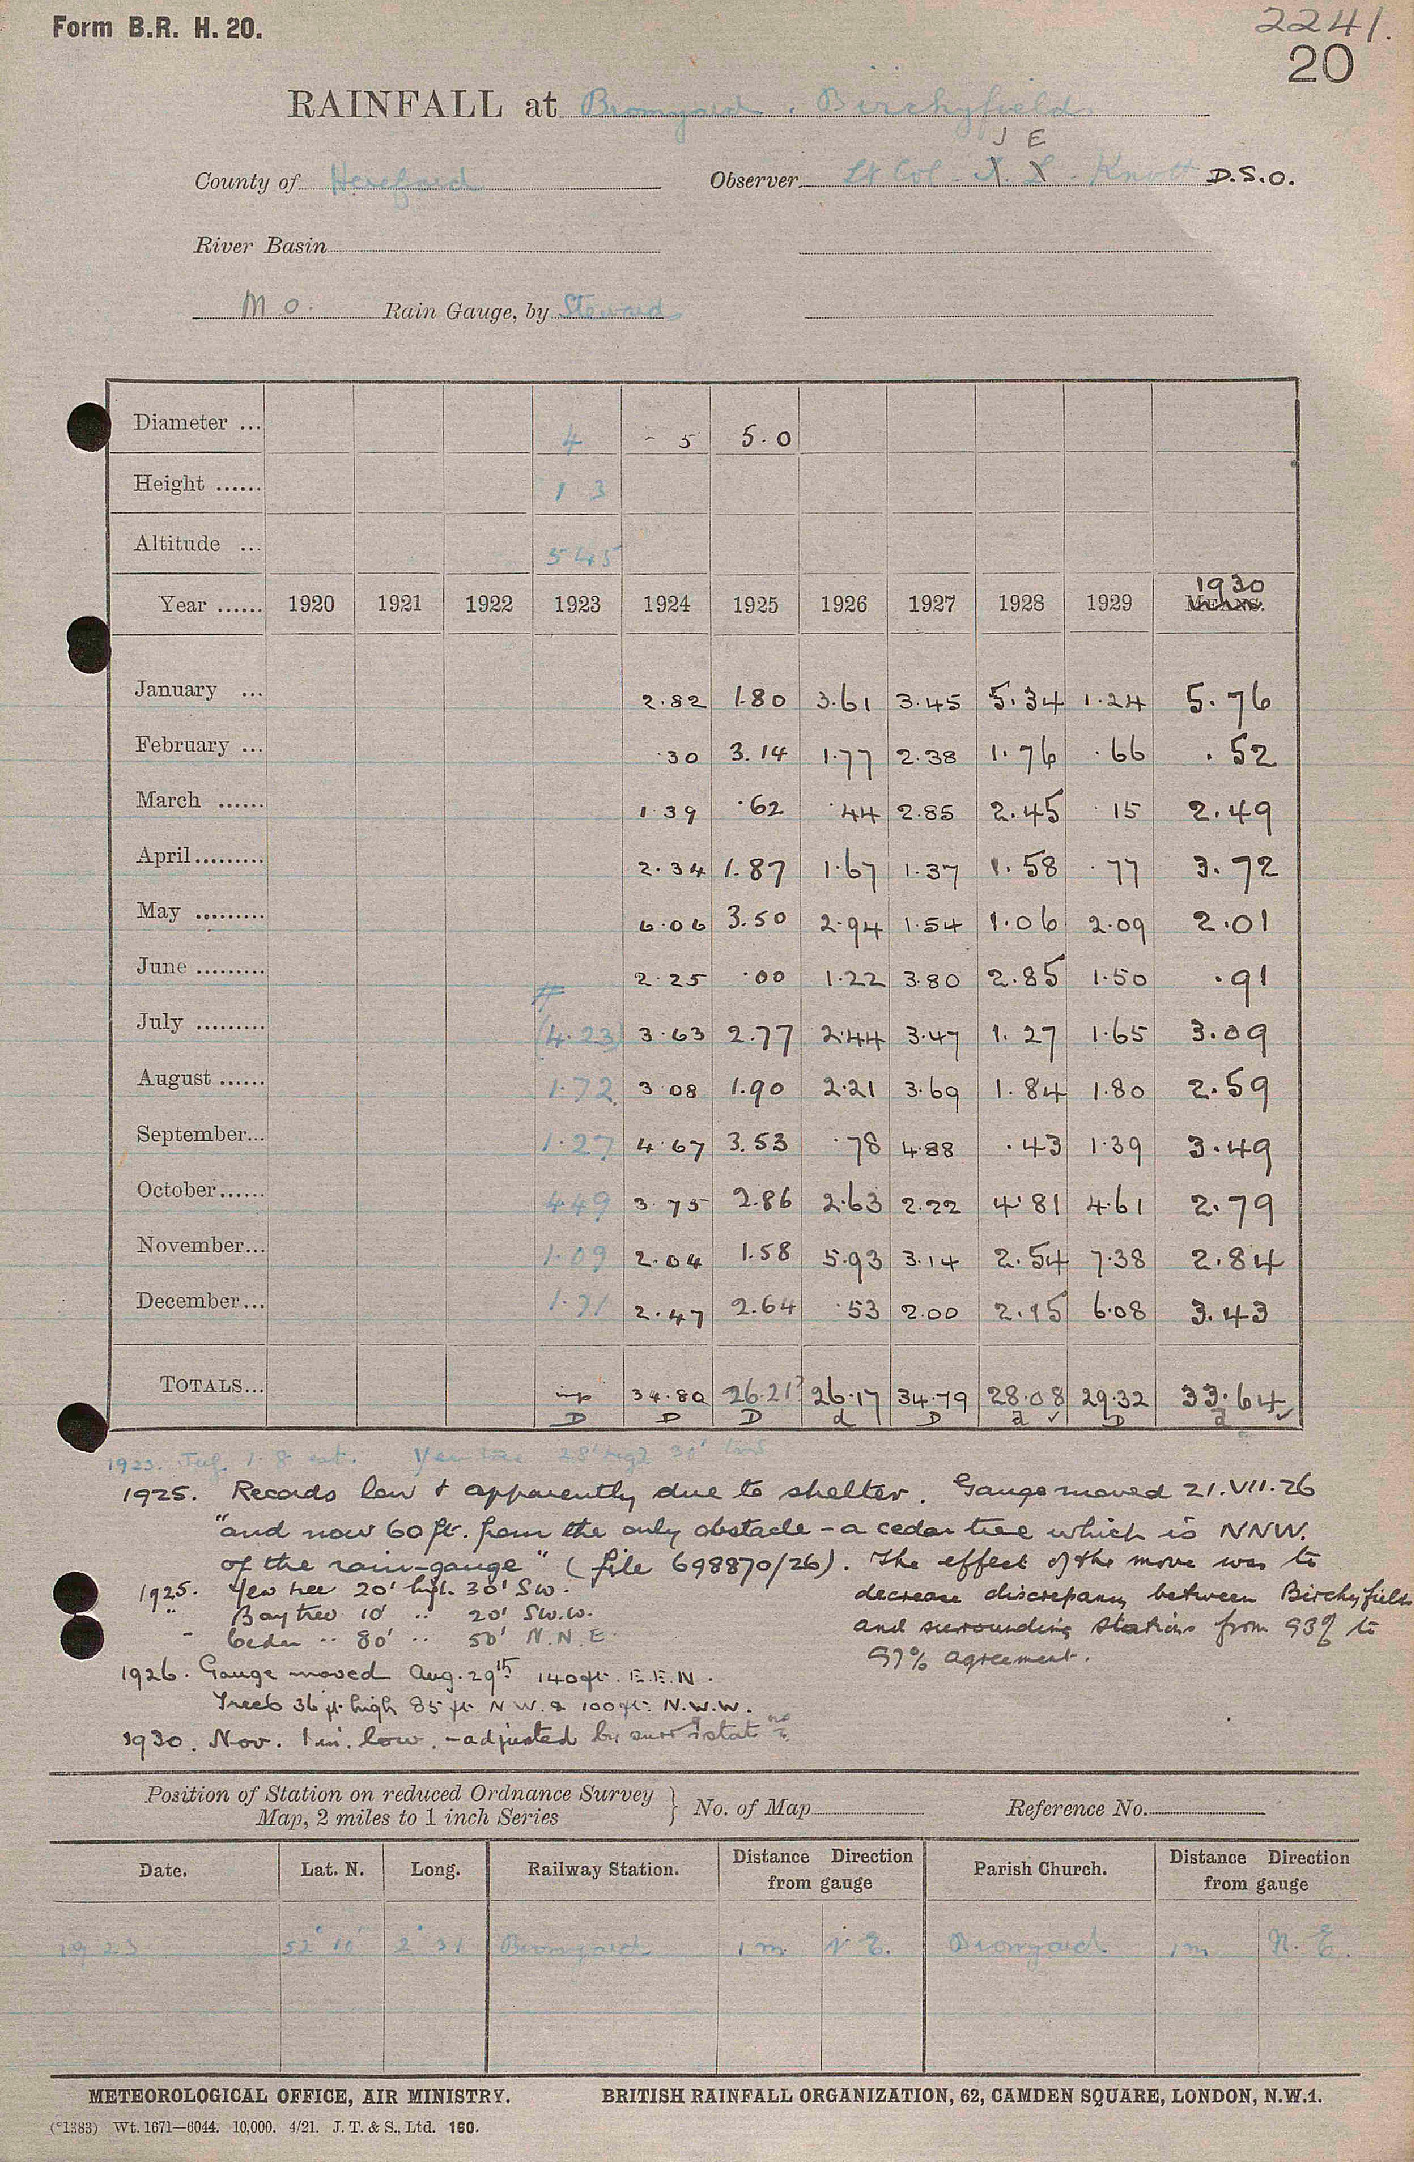 Form B.R. H. 20.
2241.
20
RAINFALL at Bromyard. Birchyfield
J E
County of Hereford Observer Lt Col. Knott D.S.O.
River Basin
M O. Rain Gauge, by Steward
Diameter ... 4 5 5.0
Height ...... 1 3
Altitude ... 545
1930
Year ...... 1920 1921 1922 1923 1924 1925 1926 1927 1928 1929 MEANS.
January ... 2.82 1.80 3.61 3.45 5.34 1.24 5.76
February ... .30 3.14 1.77 2.38 1.76 .66 .52
March ...... 1.39 .62 .44 2.85 2.45 .15 2.49
April ......... 2.34 1.87 1.67 1.37 1.58 .77 3.72
May ......... 6.06 3.50 2.94 1.54 1.06 2.09 2.01
June ......... 2.25 .00 1.22 3.80 2.85 1.50 .91
#
July ......... (4.23) 3.63 2.77 2.44 3.47 1.27 1.65 3.09
August ...... 1.72 3.08 1.90 2.21 3.69 1.84 1.80 2.59
September... 1.27 4.67 3.53 .78 4.88 .43 1.39 3.49
October...... 4.49 3.75 2.86 2.63 2.22 4.81 4.61 2.79
November... 1.09 2.04 1.58 5.93 3.14 2.54 7.38 2.84
December... 1.71 2.47 2.64 .53 2.00 2.15 6.08 3.43
TOTALS... 34.80 26.21 26.17 34.79 28.08 29.32 33.64
D D D d D a ✓ D a ✓
1923. 1.8 est. Yew tree 28' high 30'
1925. Records low & apparently due to shelter. Gauge moved 21.VII.26
"and now 60 ft. from the only obstacle - a cedar tree which is NNW.
of the rain-gauge" (file 698870/26). The effect of the move was to
decrease discrepancy between Birchyfield
and surrounding stations from 93% to
97% agreement.
1925. Yew tree 20' high. 30' SW.
" Bay tree 10' .. 20' SW.W.
" Cedar .. 80' .. 50' N.N.E.
1926. Gauge moved Aug. 29th 140ft. E.E.N.
Trees 36 ft. high 85 ft. N W. & 100 ft. N.W.W.
1930. Nov. 1 in. low. - adjusted by
Position of Station on reduced Ordnance Survey
Map, 2 miles to 1 inch Series } No. of Map Reference No.
Date. Lat. N. Long. Railway Station. Distance Direction from gauge Parish Church. Distance Direction from gauge
1923 52° 10' 2° 31 Bromyard 1 m N E. Bromyard 1m N. E.
METEOROLOGICAL OFFICE, AIR MINISTRY. BRITISH RAINFALL ORGANIZATION, 62, CAMDEN SQUARE, LONDON, N.W.1.
(*1383) Wt. 1671—6044. 10,000. 4/21. J. T. & S., Ltd. 160.